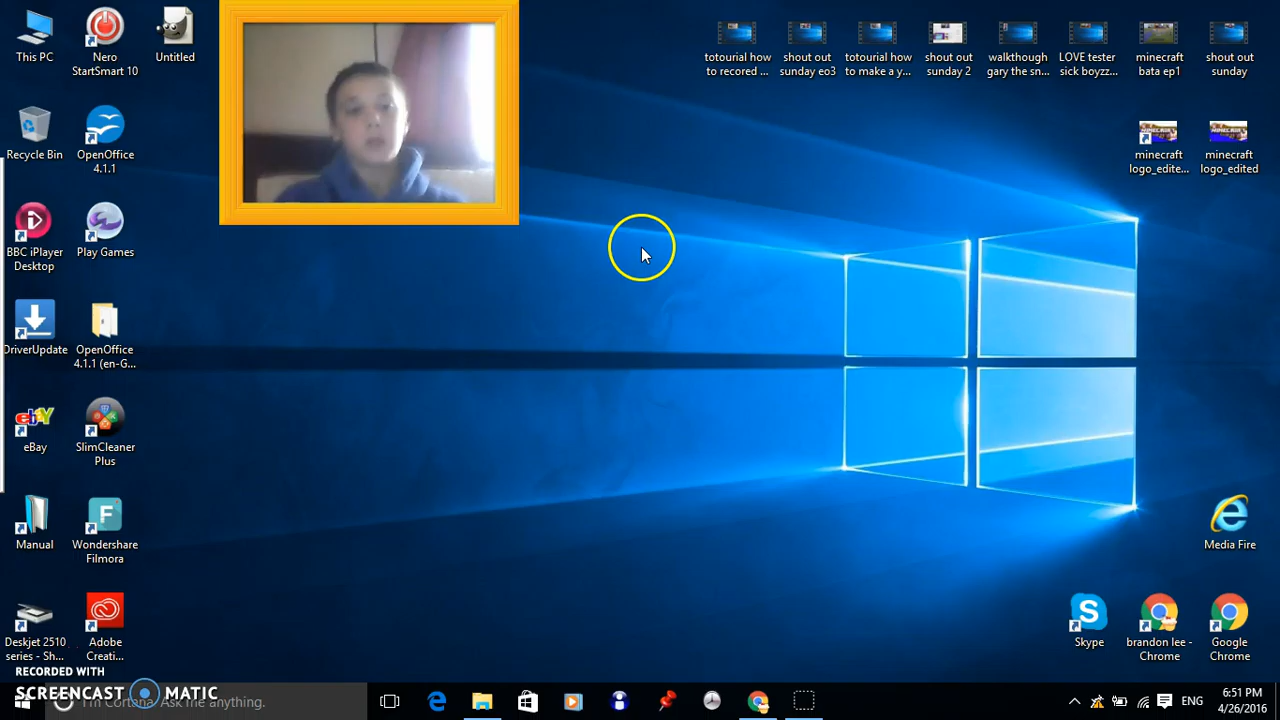 This PC
Nero
StartSmart 10
Untitled
totourial how
to recored ...
shout out
sunday eo3
totourial how
to make a y...
shout out
sunday 2
walkthough
gary the sn...
LOVE tester
sick boyzz...
minecraft
bata ep1
shout out
sunday
Recycle Bin
OpenOffice
4.1.1
minecraft
logo_edite...
minecraft
logo_edited
BBC iPlayer
Desktop
Play Games
DriverUpdate
OpenOffice
4.1.1 (en-G...
ebay
eBay
SlimCleaner
Plus
Manual
Wondershare
Filmora
Media Fire
Deskjet 2510
series - Sh...
Adobe
Creati...
Skype
brandon lee -
Chrome
Google
Chrome
RECORDED WITH
SCREENCAST MATIC
I'm Cortana. Ask me anything.
ENG
6:51 PM
4/26/2016